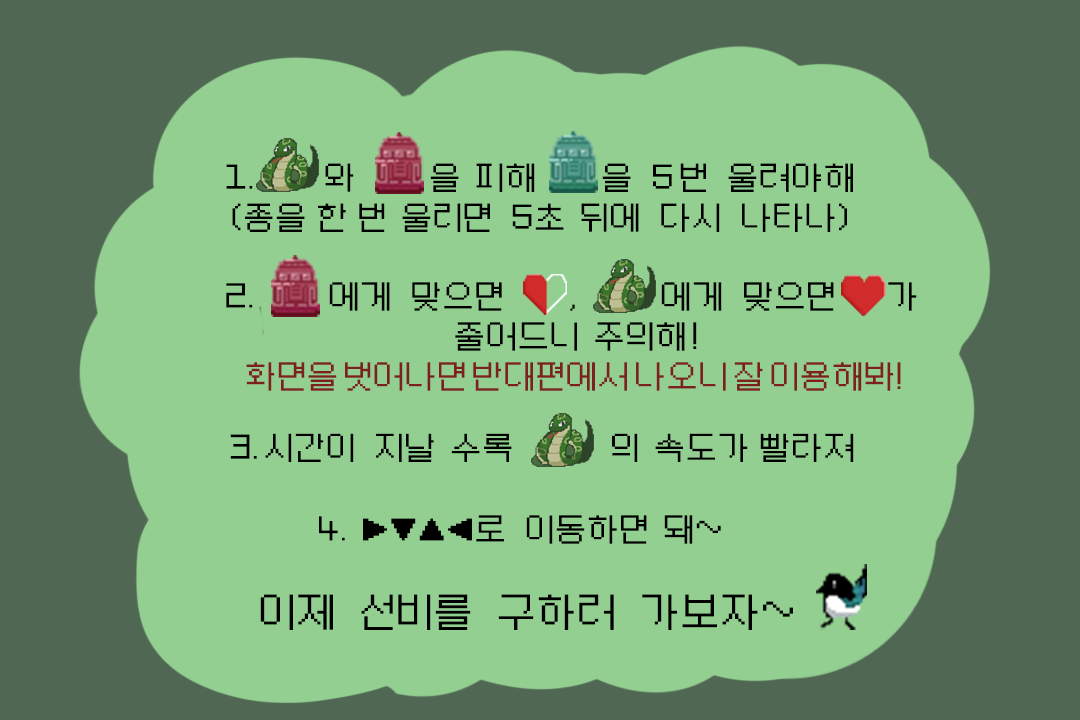 1. 와 을 피해 을 5번 울려야해
(종을 한 번 울리면 5초 뒤에 다시 나타나)
2. 에게 맞으면 , 에게 맞으면 가
줄어드니 주의해!
화면을 벗어나면 반대편에서 나오니 잘 이용해봐!
3. 시간이 지날 수록 의 속도가 빨라져
4. ▶▼▲◀로 이동하면 돼~
이제 선비를 구하러 가보자~